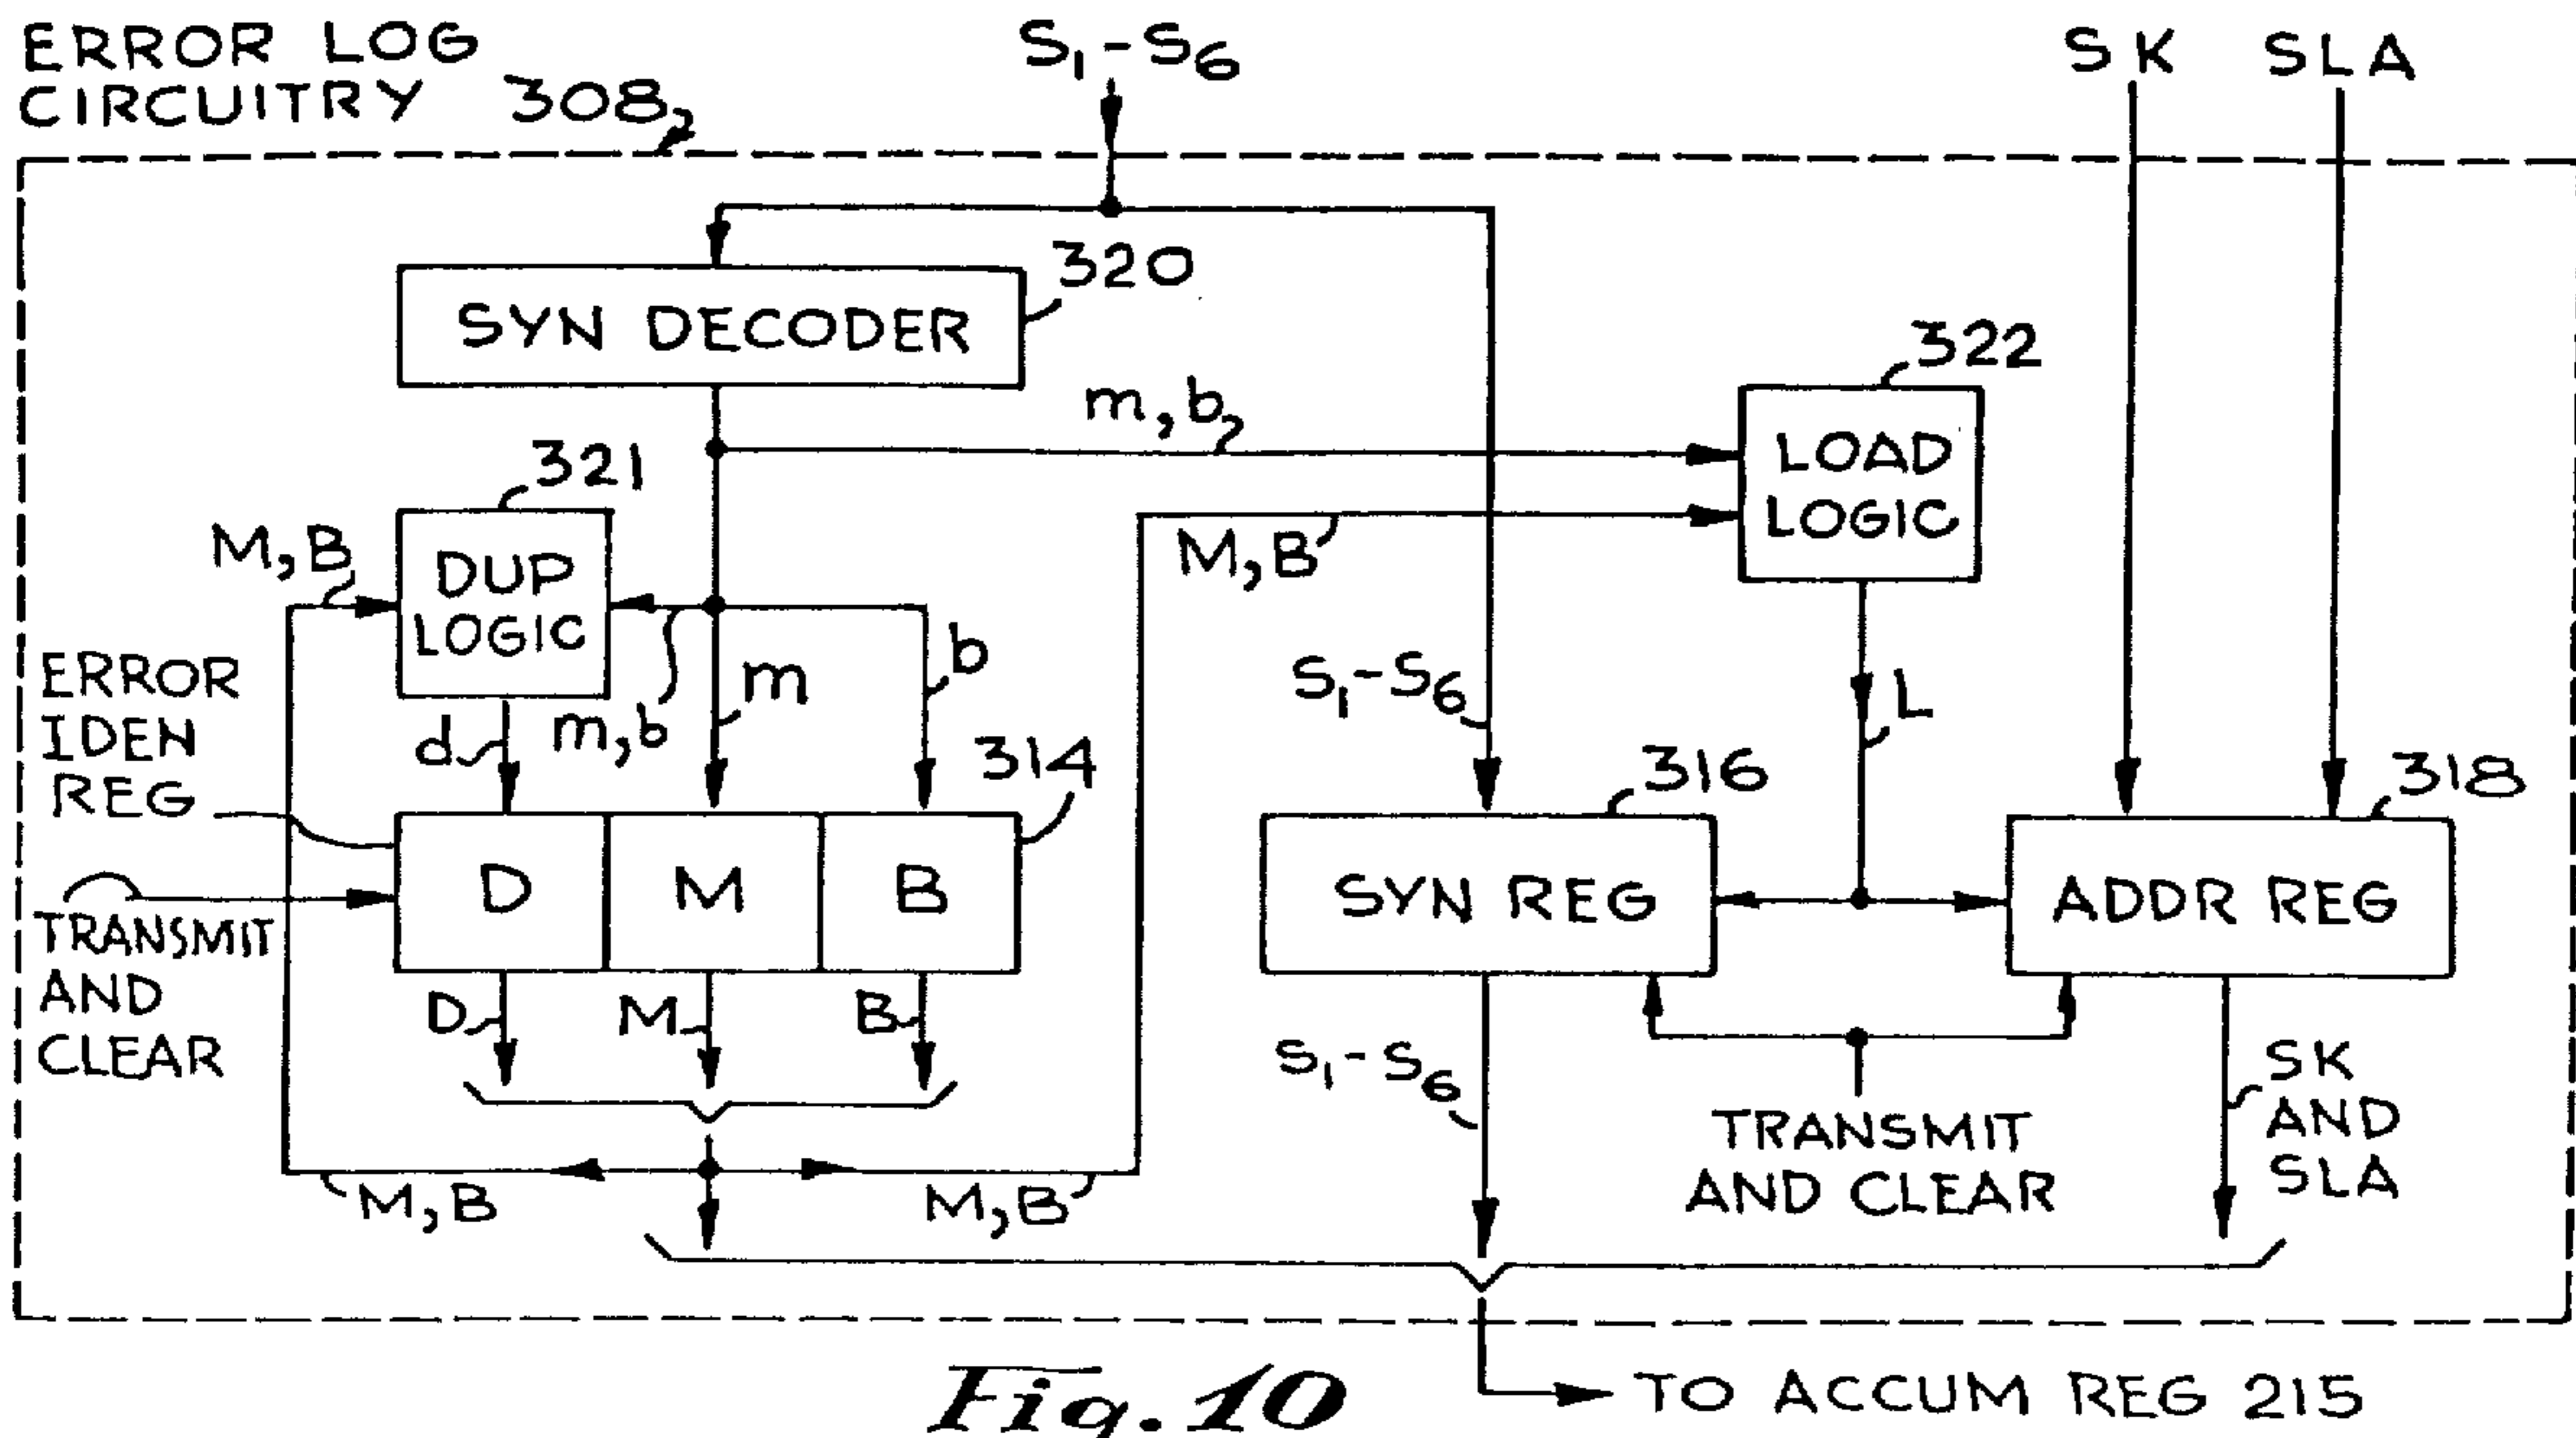 ERROR LOG
CIRCUITRY 308
S₁-S₆
SK SLA
320
SYN DECODER
322
m,b
LOAD
LOGIC
321
M,B
DUP
LOGIC
M,B
ERROR
IDEN
REG
b
m
m,b
d
S₁-S₆
L
314
316
318
D M B
SYN REG
ADDR REG
TRANSMIT
AND
CLEAR
D M B
S₁-S₆
SK
AND
SLA
TRANSMIT
AND CLEAR
M,B M,B
TO ACCUM REG 215
Fig. 10